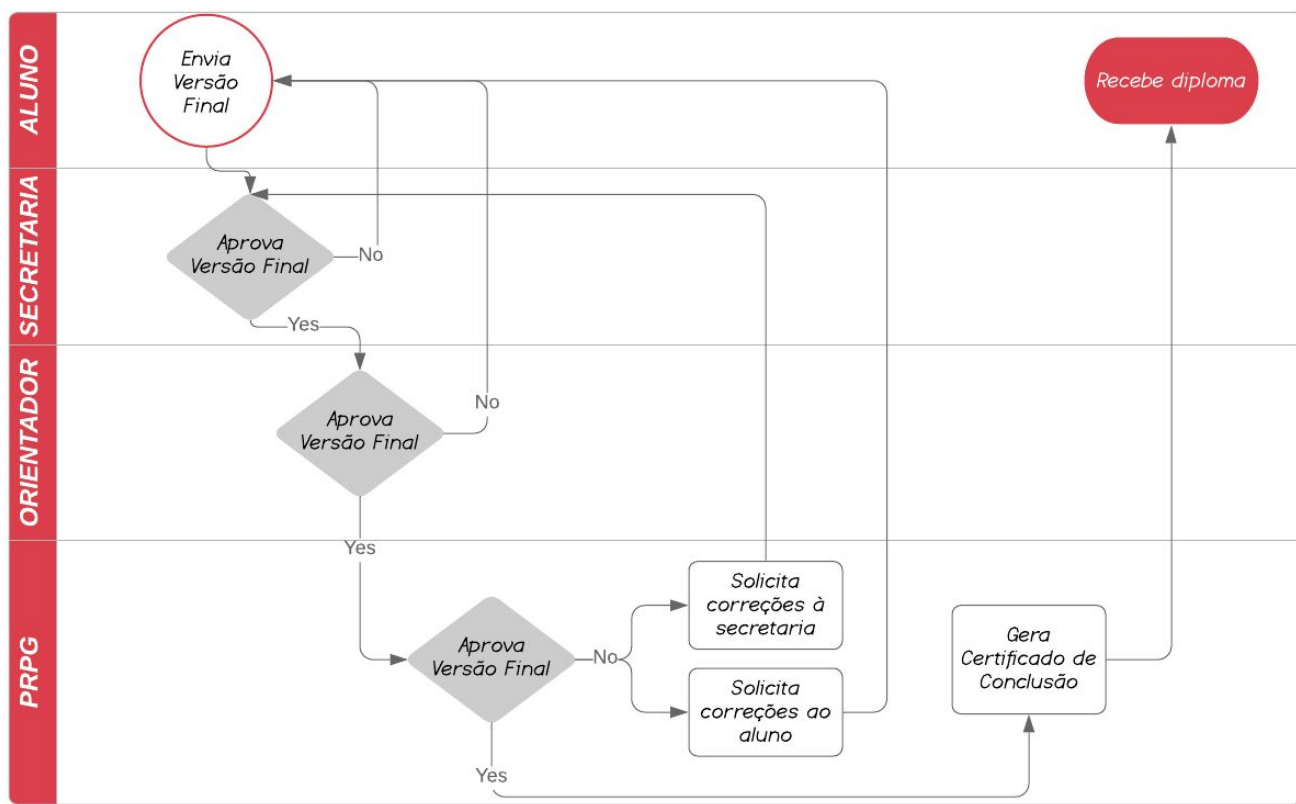 ALUNO
Envia
Versão
Final
Recebe diploma
SECRETARIA
Aprova
Versão Final
No
Yes
ORIENTADOR
Aprova
Versão Final
No
Yes
PRPG
Aprova
Versão Final
No
Solicita
correções à
secretaria
Solicita
correções ao
aluno
Gera
Certificado de
Conclusão
Yes